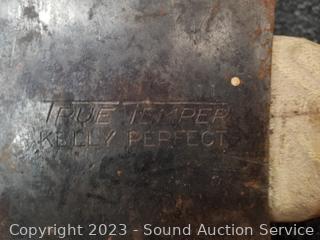 TRUE TEMPER
KELLY PERFECT
Copyright 2023 - Sound Auction Service